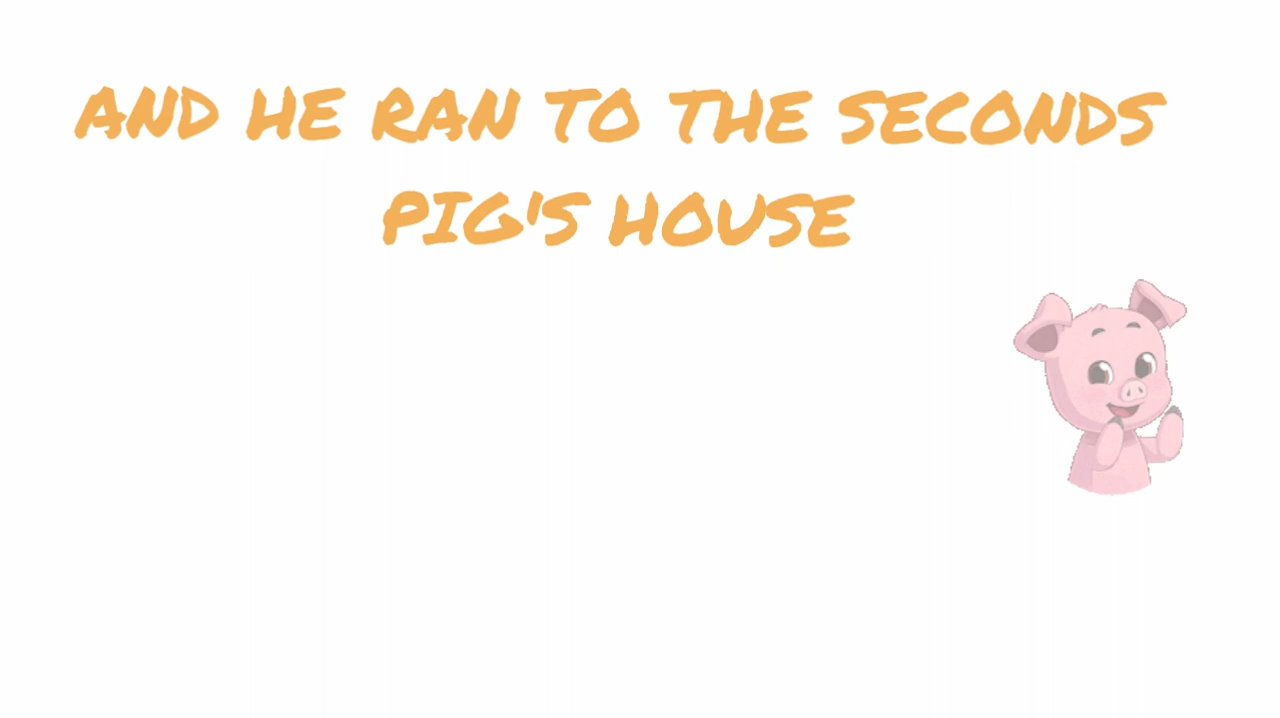 AND HE RAN TO THE SECONDS
PIG'S HOUSE